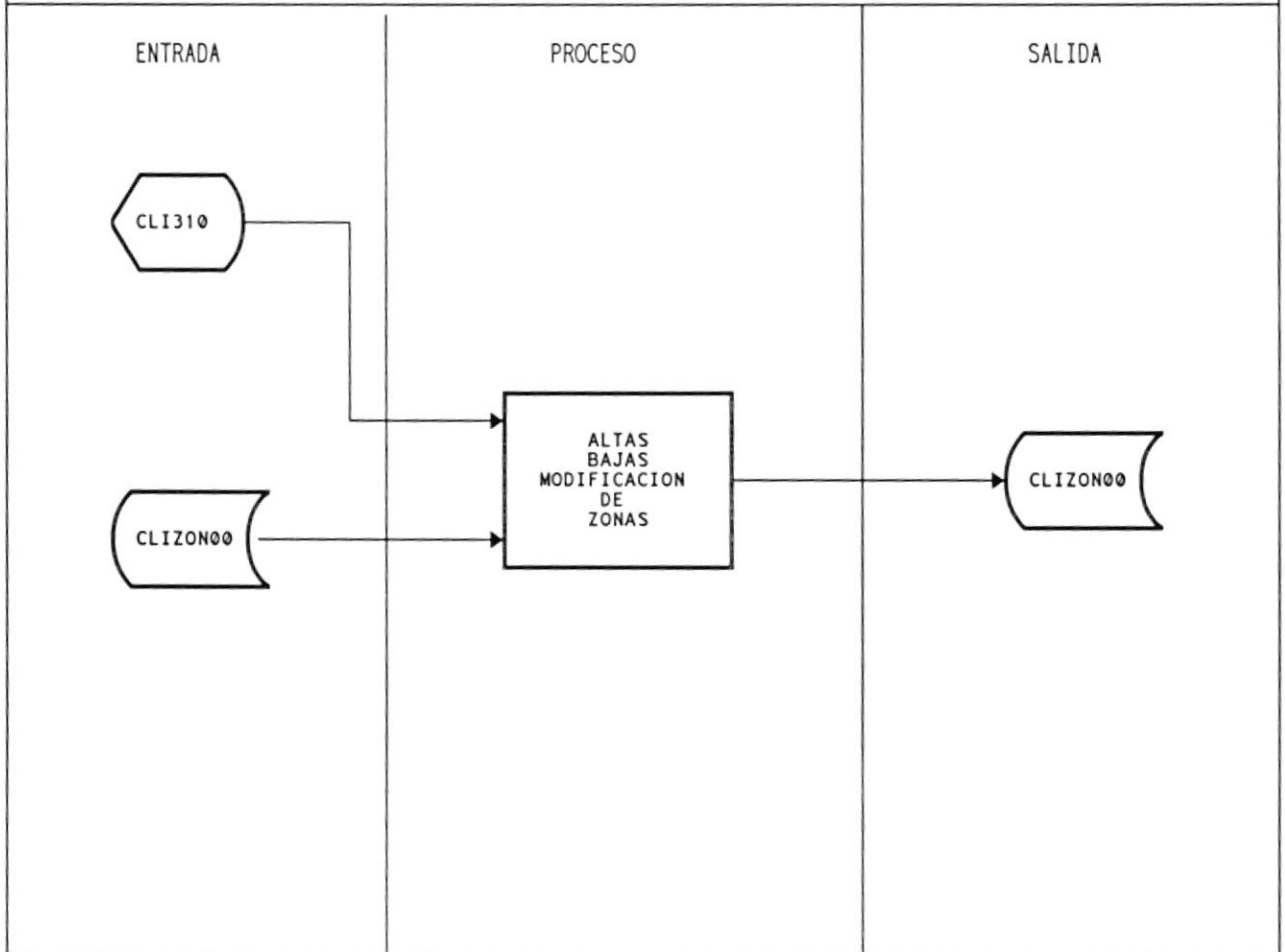 ENTRADA
PROCESO
SALIDA
CLI310
ALTAS
BAJAS
MODIFICACION
DE
ZONAS
CLIZON00
CLIZON00